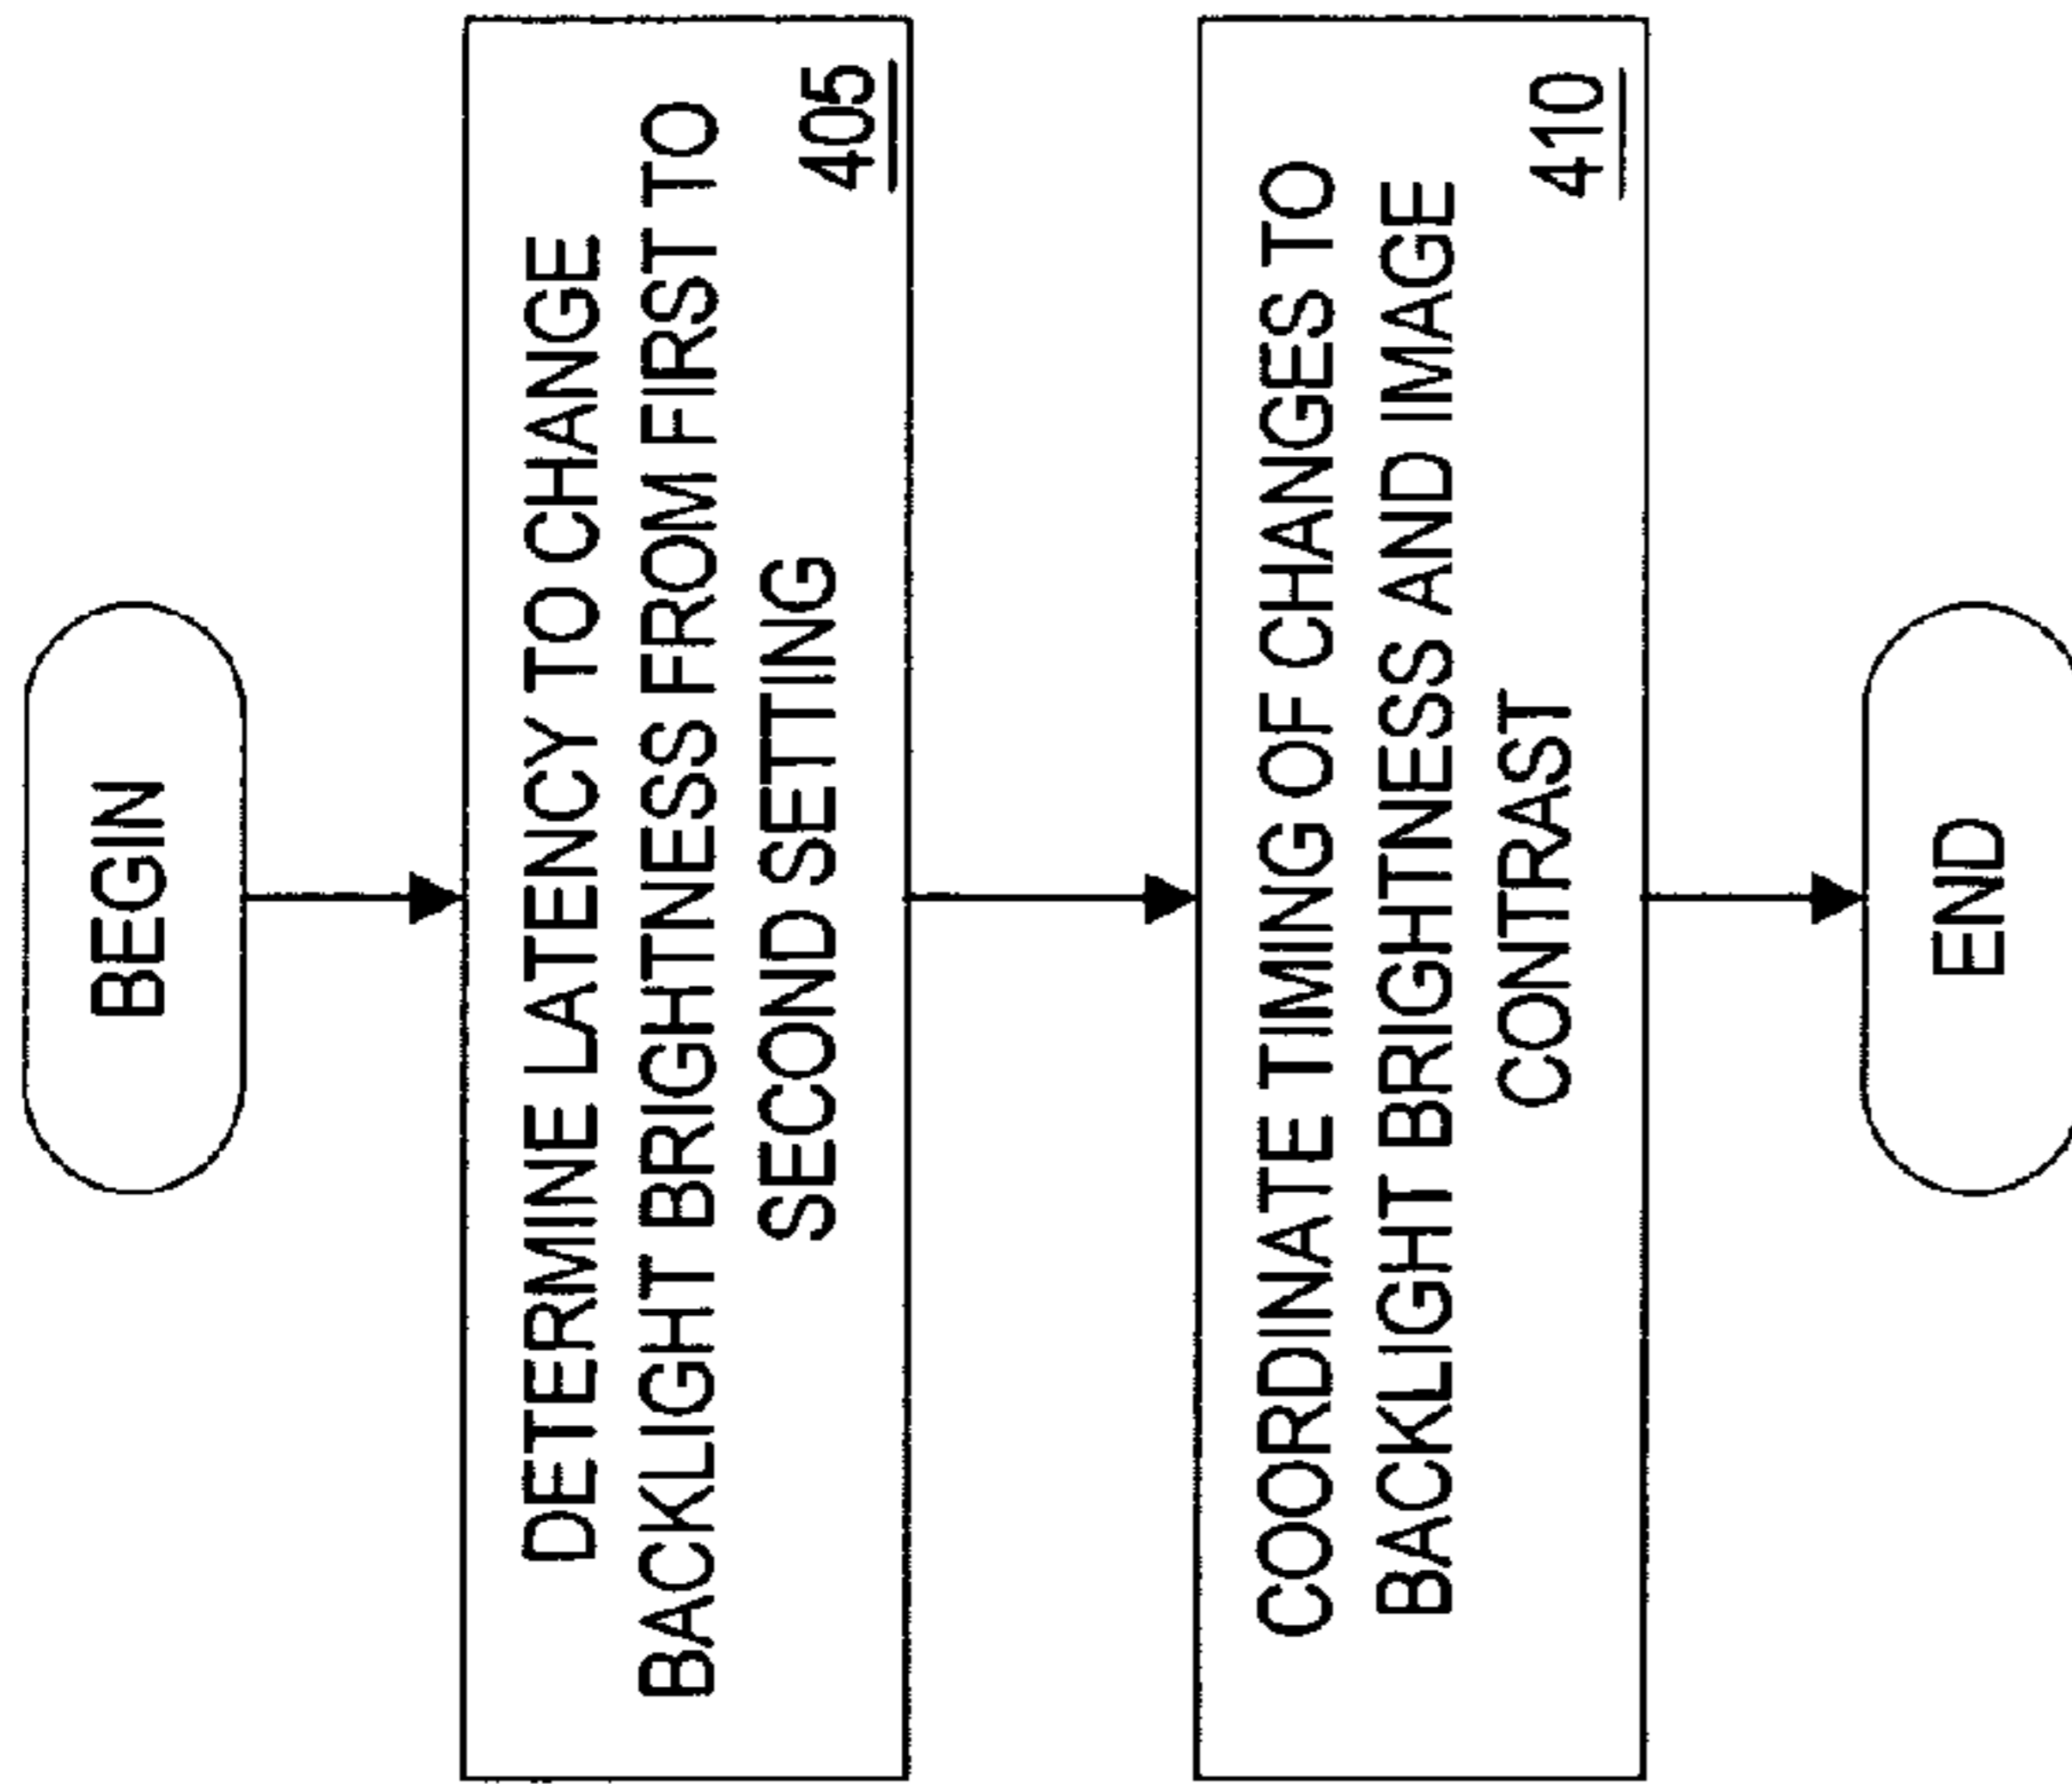 BEGIN
DETERMINE LATENCY TO CHANGE
BACKLIGHT BRIGHTNESS FROM FIRST TO
SECOND SETTING
405
COORDINATE TIMING OF CHANGES TO
BACKLIGHT BRIGHTNESS AND IMAGE
CONTRAST
410
END